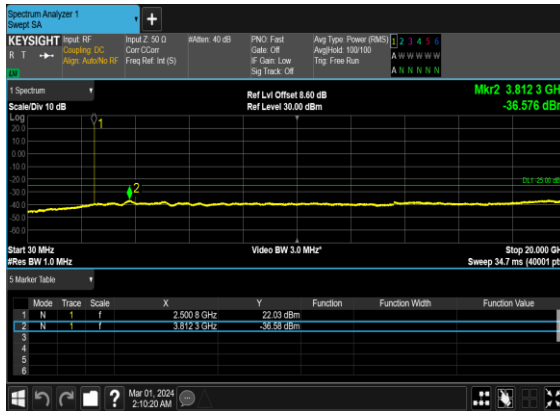 Spectrum Analyzer 1
Swept SA
+
KEYSIGHT
R T
Input: RF
Coupling: DC
Align: Auto/No RF
Input Z: 50 Ω
Corr CCorr
Freq Ref: Int (S)
#Atten: 40 dB
PNO: Fast
Gate: Off
IF Gain: Low
Sig Track: Off
Avg Type: Power (RMS)
Avg|Hold: 100/100
Trig: Free Run
1 2 3 4 5 6
A W W W W W
A N N N N N
1 Spectrum
Scale/Div 10 dB
Ref Lvl Offset 8.60 dB
Ref Level 30.00 dBm
Mkr2 3.812 3 GHz
-36.576 dBm
Log
20.0
10.0
0.00
-10.0
-20.0
-30.0
-40.0
-50.0
-60.0
1
2
DL1 -25.00 dB
Start 30 MHz
#Res BW 1.0 MHz
Video BW 3.0 MHz*
Stop 20.000 GH
Sweep 34.7 ms (40001 pt
5 Marker Table
Mode Trace Scale X Y Function Function Width Function Value
1 N 1 f 2.500 8 GHz 22.03 dBm
2 N 1 f 3.812 3 GHz -36.58 dBm
3
4
5
6
?
Mar 01, 2024
2:10:20 AM